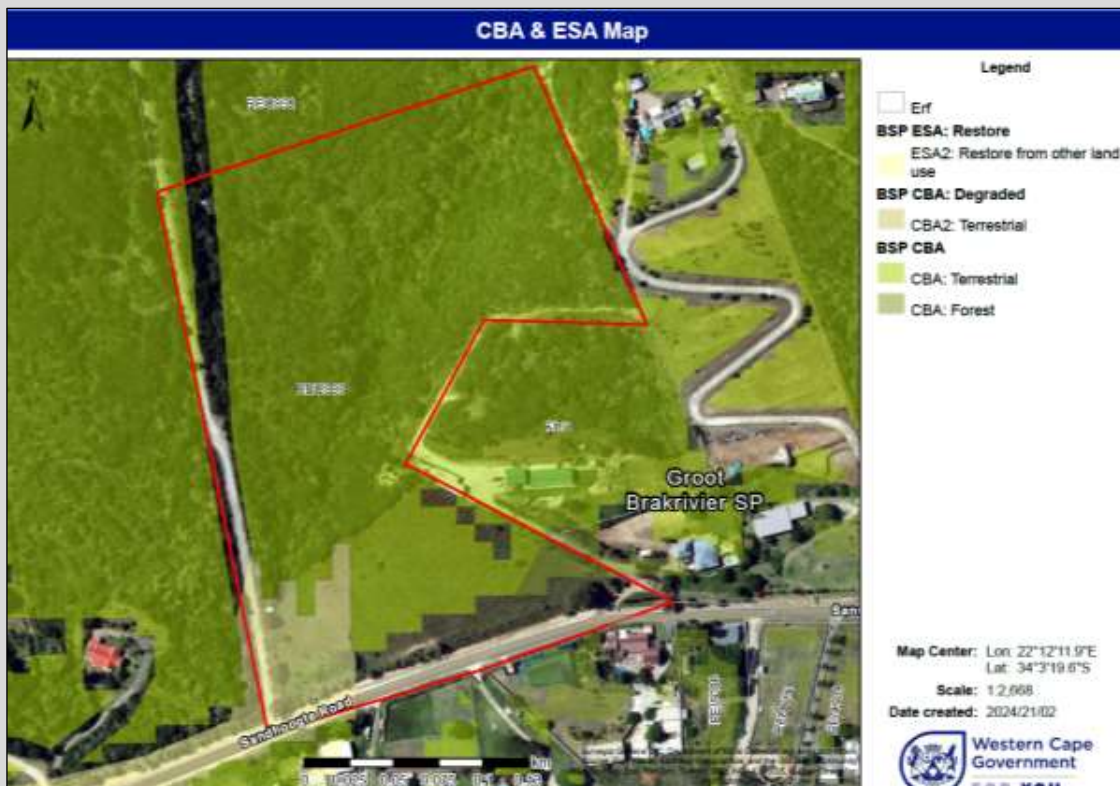 CBA & ESA Map
N
Groot
Brakrivier SP
Sandhoogte Road
km
Legend
Erf
BSP ESA: Restore
ESA2: Restore from other land
use
BSP CBA: Degraded
CBA2: Terrestrial
BSP CBA
CBA: Terrestrial
CBA: Forest
Map Center: Lon: 22°12'11.9"E
Lat: 34°3'19.6"S
Scale: 1:2,668
Date created: 2024/21/02
Western Cape
Government